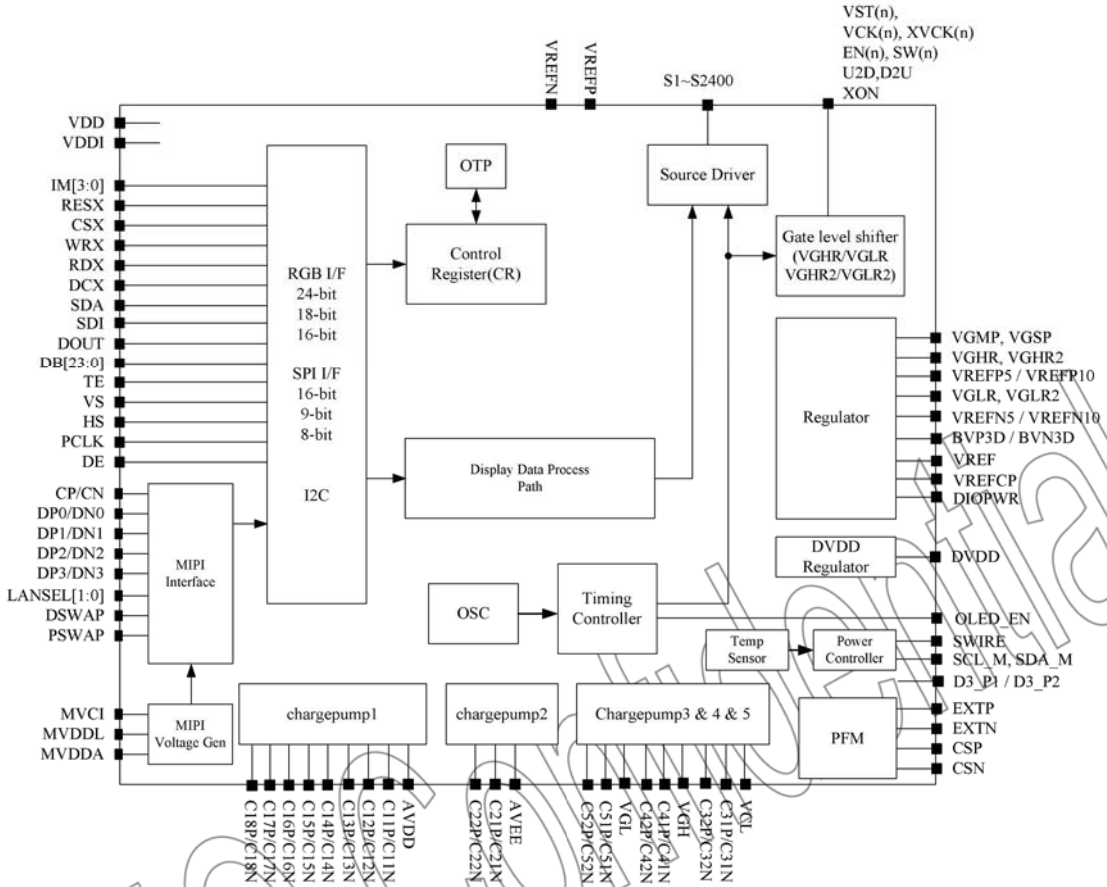 VST(n),
VCK(n), XVCK(n)
EN(n), SW(n)
U2D,D2U
XON
VREFN
VREFP
S1~S2400
VDD
VDDI
IM[3:0]
RESX
CSX
WRX
RDX
DCX
SDA
SDI
DOUT
DB[23:0]
TE
VS
HS
PCLK
DE
CP/CN
DP0/DN0
DP1/DN1
DP2/DN2
DP3/DN3
LANSEL[1:0]
DSWAP
PSWAP
MVCI
MVDDL
MVDDA
MIPI
Interface
MIPI
Voltage Gen
RGB I/F
24-bit
18-bit
16-bit
SPI I/F
16-bit
9-bit
8-bit
I2C
OTP
Control
Register(CR)
Display Data Process
Path
OSC
Timing
Controller
Source Driver
Gate level shifter
(VGHR/VGLR
VGHR2/VGLR2)
Regulator
DVDD
Regulator
Temp
Sensor
Power
Controller
PFM
VGMP, VGSP
VGHR, VGHR2
VREFP5 / VREFP10
VGLR, VGLR2
VREFN5 / VREFN10
BVP3D / BVN3D
VREF
VREFCP
DIOPWR
DVDD
OLED_EN
SWIRE
SCL_M, SDA_M
D3_P1 / D3_P2
EXTP
EXTN
CSP
CSN
chargepump1
chargepump2
Chargepump3 & 4 & 5
C18P/C18N
C17P/C17N
C16P/C16N
C15P/C15N
C14P/C14N
C13P/C13N
C12P/C12N
C11P/C11N
AVDD
C22P/C22N
C21P/C21N
AVEE
C52P/C52N
C51P/C51N
VGL
C42P/C42N
C41P/C41N
VGH
C32P/C32N
C31P/C31N
VCL
Confidential